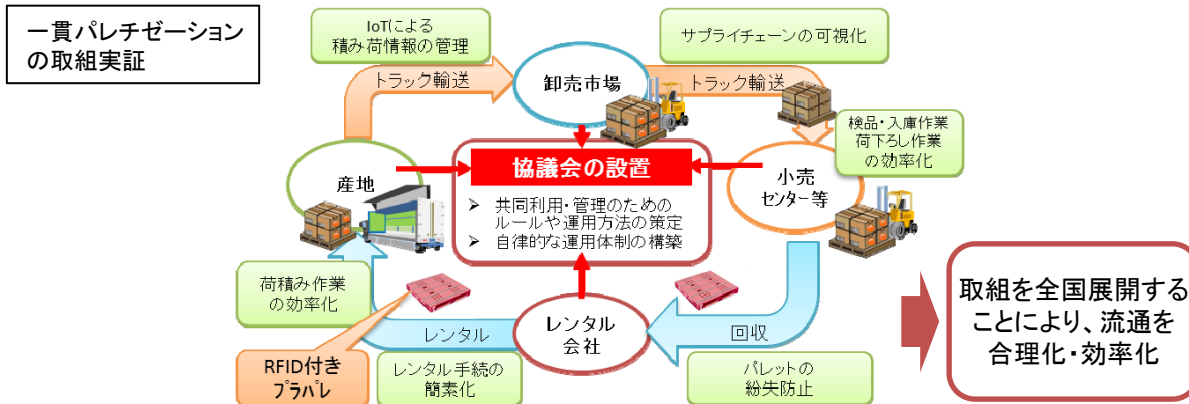 一貫パレチゼーション
の取組実証
IoTによる
積み荷情報の管理
サプライチェーンの可視化
トラック輸送
卸売市場
トラック輸送
検品・入庫作業
荷下ろし作業
の効率化
産地
協議会の設置
➢ 共同利用・管理のための
ルールや運用方法の策定
➢ 自律的な運用体制の構築
小売
センター等
荷積み作業
の効率化
レンタル
レンタル
会社
回収
RFID付き
プラパレ
レンタル手続の
簡素化
パレットの
紛失防止
取組を全国展開する
ことにより、流通を
合理化・効率化